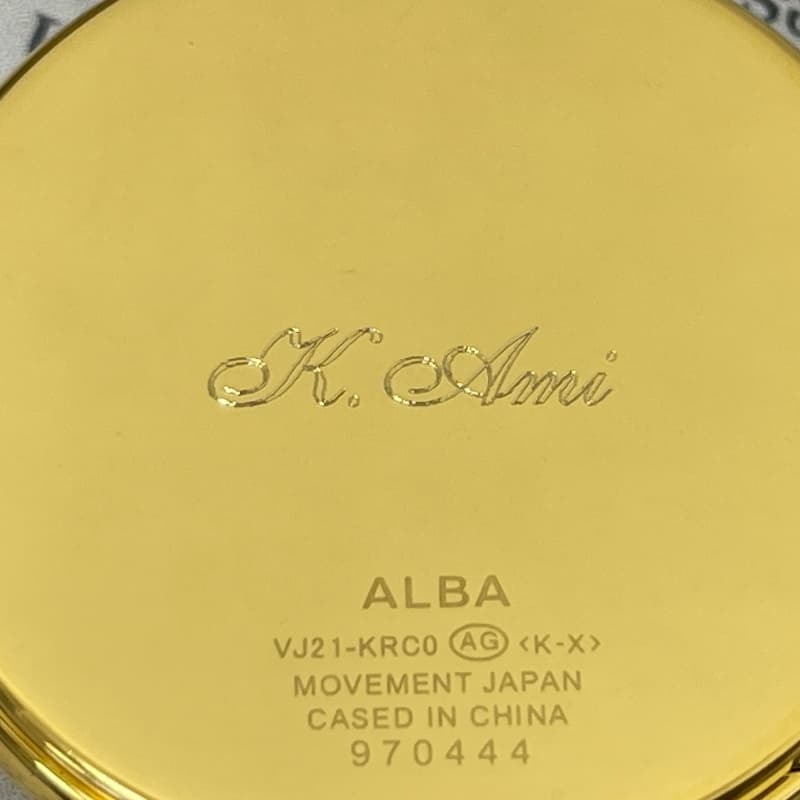 K. Ami
ALBA
VJ21-KRC0 AG <K-X>
MOVEMENT JAPAN
CASED IN CHINA
970444